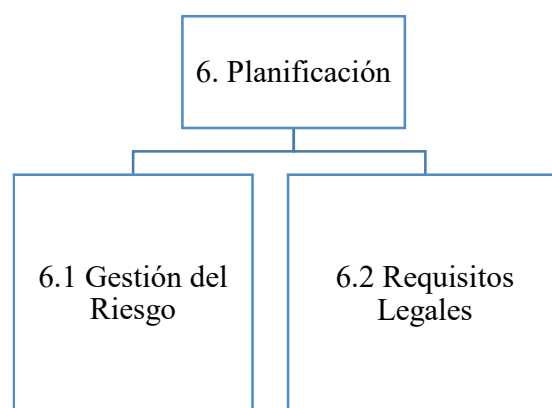 6. Planificación
6.1 Gestión del
Riesgo
6.2 Requisitos
Legales